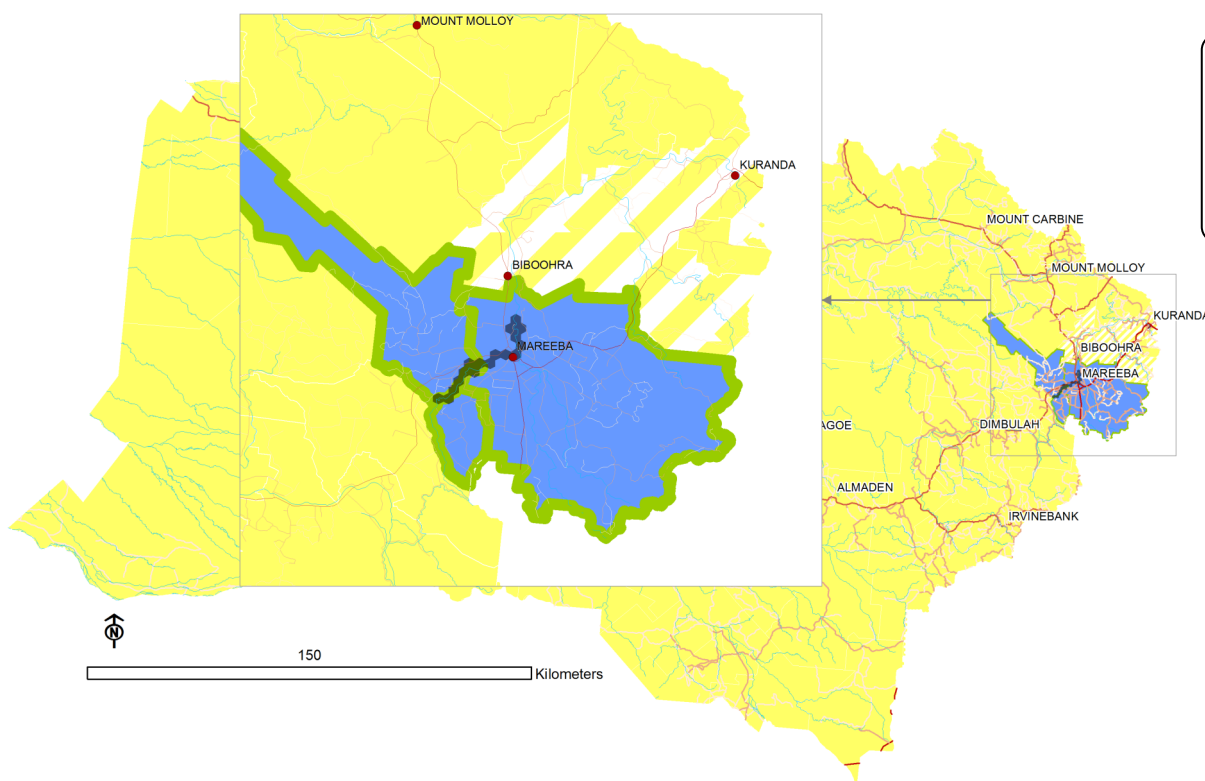 MOUNT MOLLOY
KURANDA
BIBOOHRA
MAREEBA
MOUNT CARBINE
MOUNT MOLLOY
KURANDA
BIBOOHRA
MAREEBA
AGOE
DIMBULAH
ALMADEN
IRVINEBANK
N
150
Kilometers